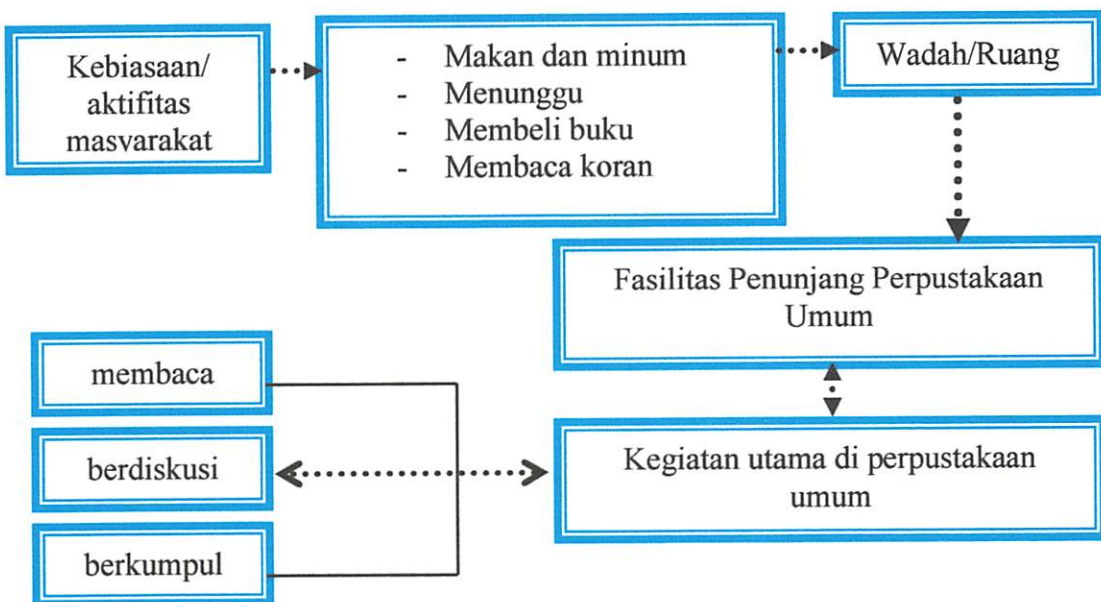 Kebiasaan/
aktifitas
masvarakat
- Makan dan minum
- Menunggu
- Membeli buku
- Membaca koran
Wadah/Ruang
Fasilitas Penunjang Perpustakaan
Umum
membaca
berdiskusi
berkumpul
Kegiatan utama di perpustakaan
umum